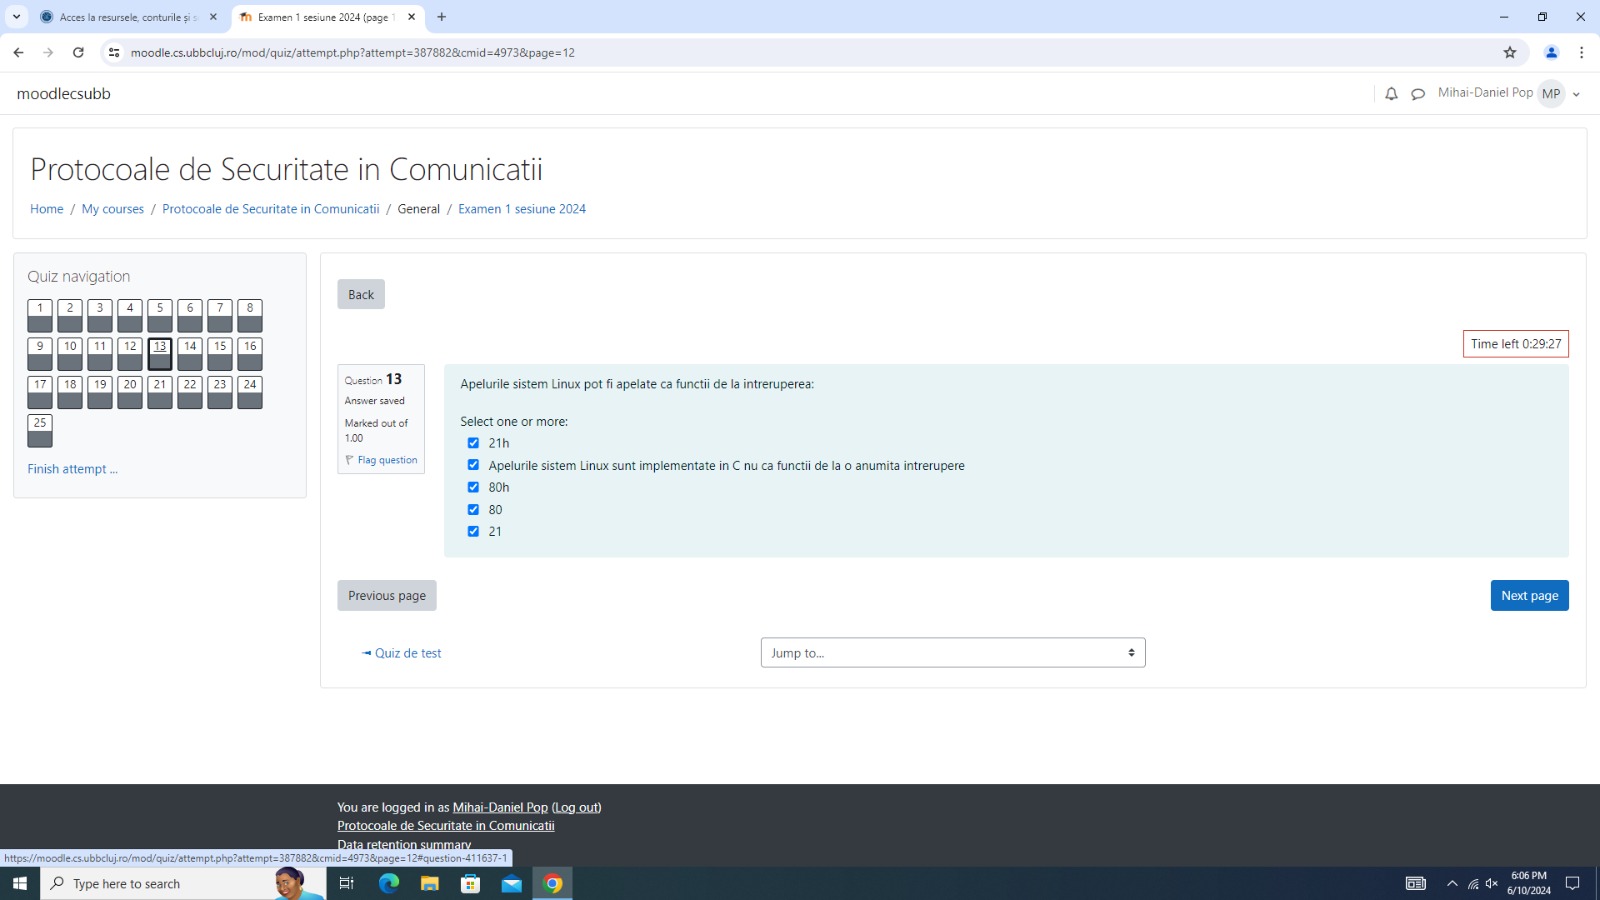 Acces la resursele, conturile și s
Examen 1 sesiune 2024 (page 1
moodle.cs.ubbcluj.ro/mod/quiz/attempt.php?attempt=387882&cmid=4973&page=12
moodlecsubb
Mihai-Daniel Pop MP
Protocoale de Securitate in Comunicatii
Home / My courses / Protocoale de Securitate in Comunicatii / General / Examen 1 sesiune 2024
Quiz navigation
1 2 3 4 5 6 7 8
9 10 11 12 13 14 15 16
17 18 19 20 21 22 23 24
25
Finish attempt ...
Back
Time left 0:29:27
Question 13
Answer saved
Marked out of
1.00
Flag question
Apelurile sistem Linux pot fi apelate ca functii de la intreruperea:
Select one or more:
21h
Apelurile sistem Linux sunt implementate in C nu ca functii de la o anumita intrerupere
80h
80
21
Previous page
Next page
◄ Quiz de test
Jump to...
You are logged in as Mihai-Daniel Pop (Log out)
Protocoale de Securitate in Comunicatii
Data retention summary
https://moodle.cs.ubbcluj.ro/mod/quiz/attempt.php?attempt=387882&cmid=4973&page=12#question-411637-1
Type here to search
6:06 PM
6/10/2024